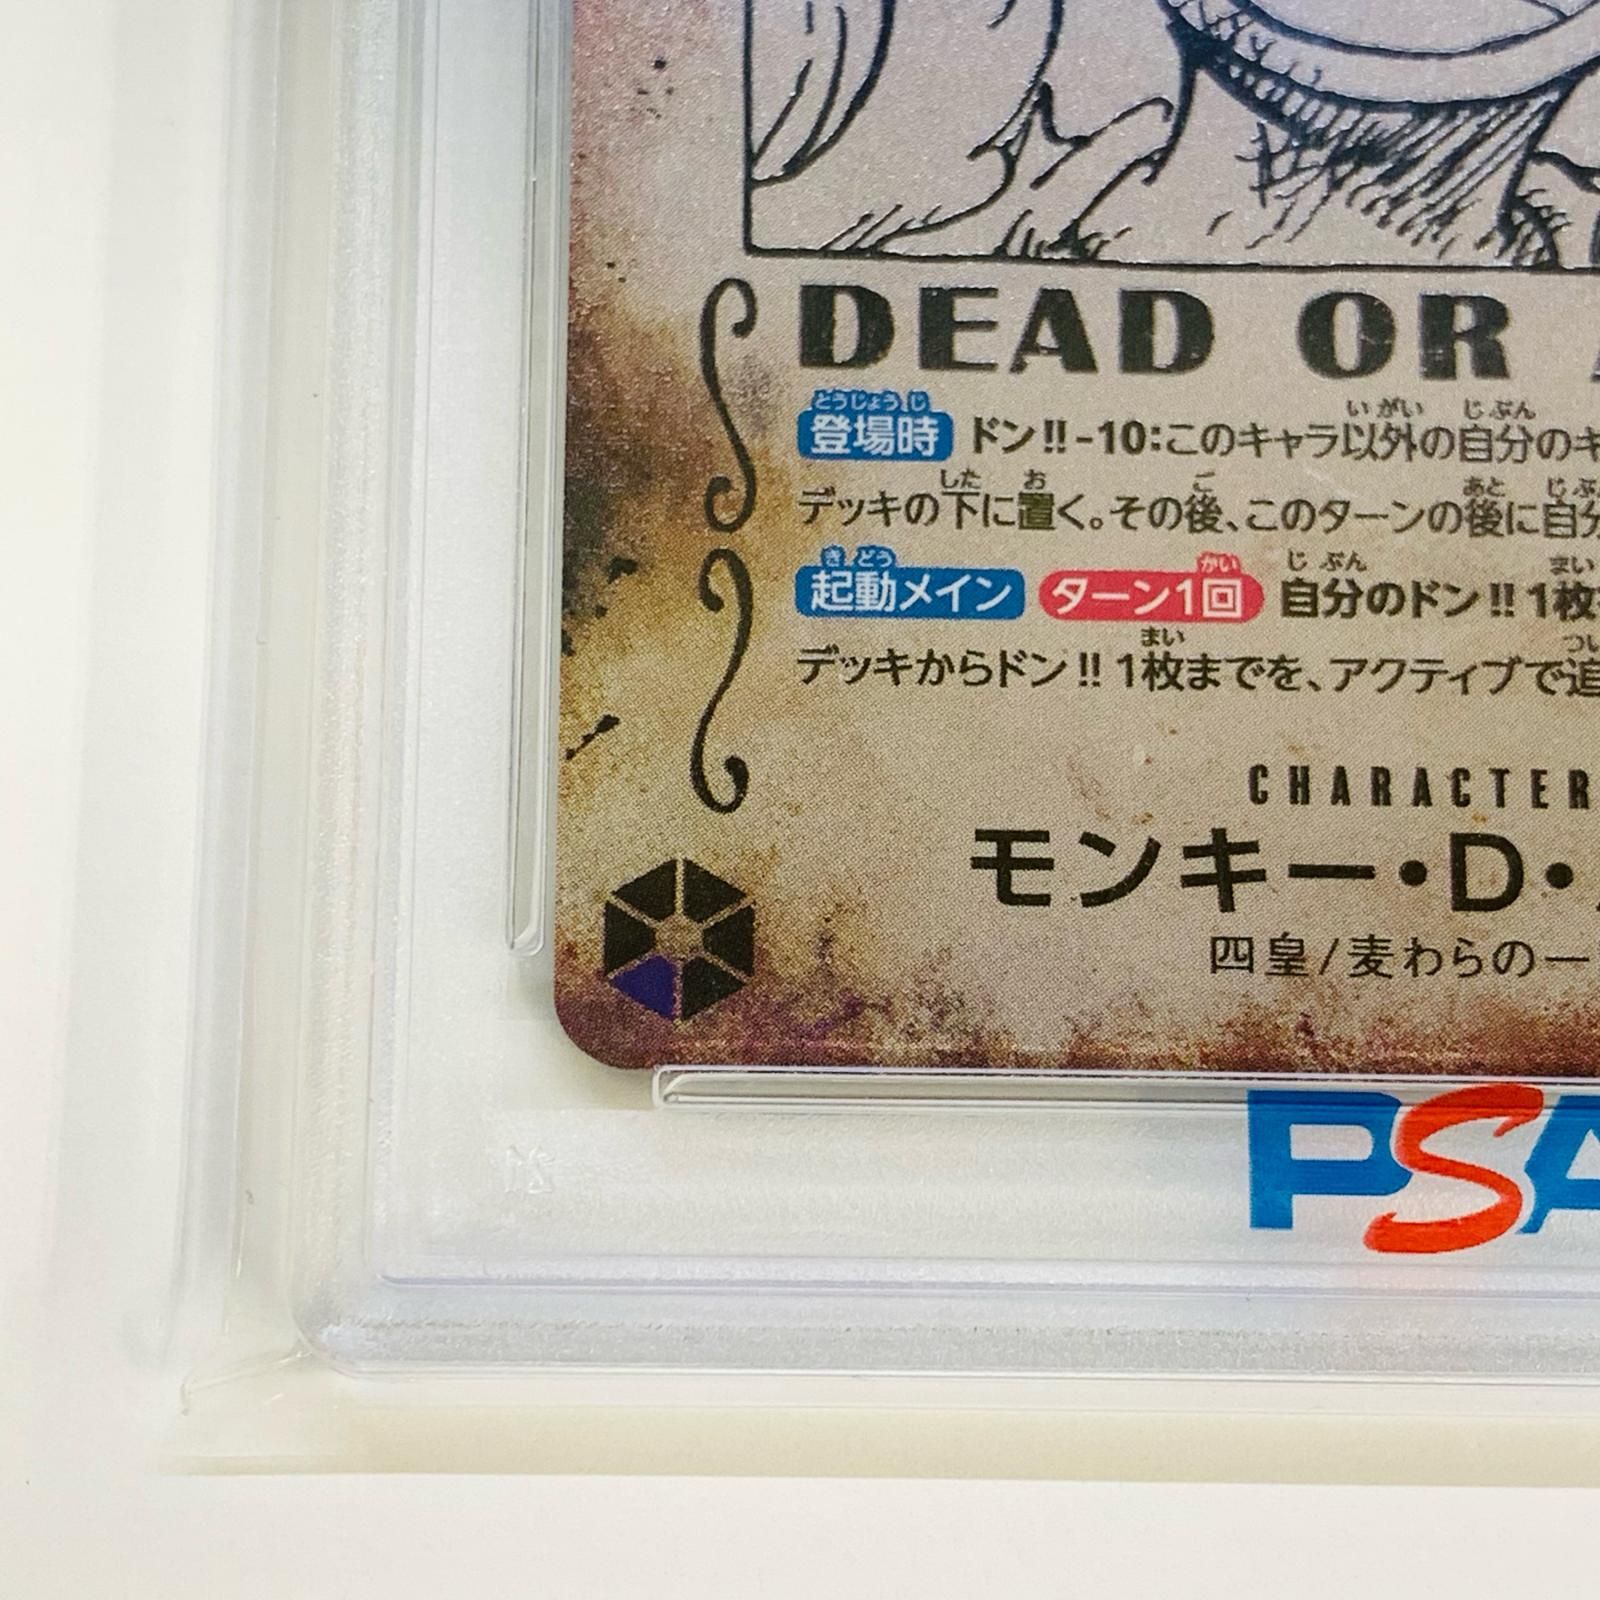 DEAD OR
登場時 ドン!!-10:このキャラ以外の自分のキ
デッキの下に置く。その後、このターンの後に自分
起動メイン ターン1回 自分のドン!!1枚
デッキからドン!!1枚までを、アクティブで追
CHARACTER
モンキー・D・
四皇/麦わらの一
PSA